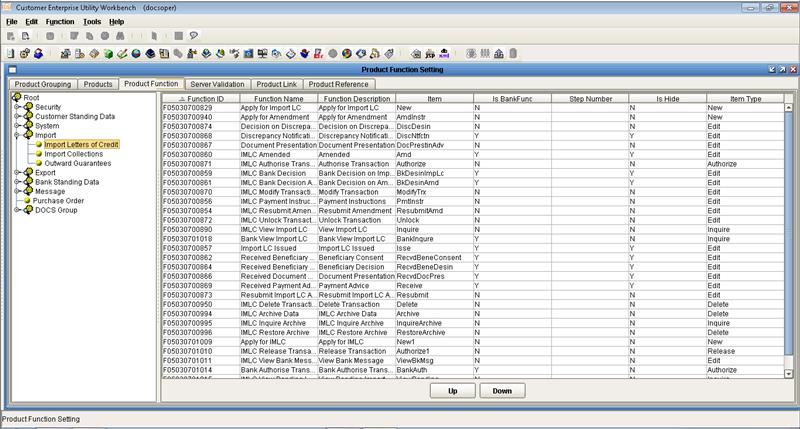 Customer Enterprise Utility Workbench (docsoper)
File Edit Function Tools Help
Product Function Setting
Product Grouping Products Product Function Server Validation Product Link Product Reference
Root
Security
Customer Standing Data
System
Import
Import Letters of Credit
Import Collections
Outward Guarantees
Export
Bank Standing Data
Message
Purchase Order
DOCS Group
Function ID Function Name Function Description Item Is BankFunc Step Number Is Hide Item Type
F05030700829 Apply for Import LC Apply for Import LC New N N New
F05030700940 Apply for Amendment Apply for Amendment AmdInstr N N New
F05030700874 Decision on Discrepa... Decision on Discrepa... DiscDesin N N Edit
F05030700868 Discrepancy Notificati... Discrepancy Notificati... DiscNtfctn Y Y Edit
F05030700867 Document Presentation Document Presentation DocPrestinAdv N N Edit
F05030700860 IMLC Amended Amended Amd Y Y Edit
F05030700871 IMLC Authorise Trans... Authorise Transaction Authorize N N Authorize
F05030700859 Bank Decision Bank Decision on Imp... BkDesinImpLc Y Y Edit
F05030700861 Bank Decision A... Bank Decision on Am... BkDesinAmd Y Y Edit
F05030700870 IMLC Modify Transacti... Modify Transaction ModifyTrx N N Edit
F05030700856 IMLC Payment Instruc... Payment Instructions PmtInstr N N Edit
F05030700854 IMLC Resubmit Amen... Resubmit Amendment ResubmitAmd N N Edit
F05030700872 IMLC Unlock Transact... Unlock Transaction Unlock N N Edit
F05030700890 IMLC View Import LC View Import LC Inquire N N Inquire
F05030701018 Bank View Import LC Bank View Import LC BankInqure Y N Inquire
F05030700857 Import LC Issued Import LC Issued Isse Y Y Edit
F05030700862 Received Beneficiary ... Beneficiary Consent RecvdBeneConsent Y Y Edit
F05030700864 Received Beneficiary ... Beneficiary Decision RecvdBeneDesin Y Y Edit
F05030700866 Received Document ... Document Presentation RecvdDocPres Y Y Edit
F05030700869 Received Payment Ad... Payment Advice Receive Y Y Edit
F05030700873 Resubmit Import LC A... Resubmit Import LC A... Resubmit N N Edit
F05030700950 IMLC Delete Transacti... Delete Transaction Delete N N Delete
F05030700994 IMLC Archive Data IMLC Archive Data Archive N N Delete
F05030700995 IMLC Inquire Archive IMLC Inquire Archive InquireArchive N N Inquire
F05030700996 IMLC Restore Archive IMLC Restore Archive RestoreArchive N N Delete
F05030701009 Apply for IMLC Apply for IMLC New1 N N New
F05030701010 IMLC Release Transa... Release Transaction Authorize1 N N Release
F05030701011 IMLC View Bank Mess... View Bank Message ViewBkMsg N N Edit
F05030701014 Bank Authorise Trans... Bank Authorise Trans... BankAuth Y N Authorize
Up Down
Product Function Setting